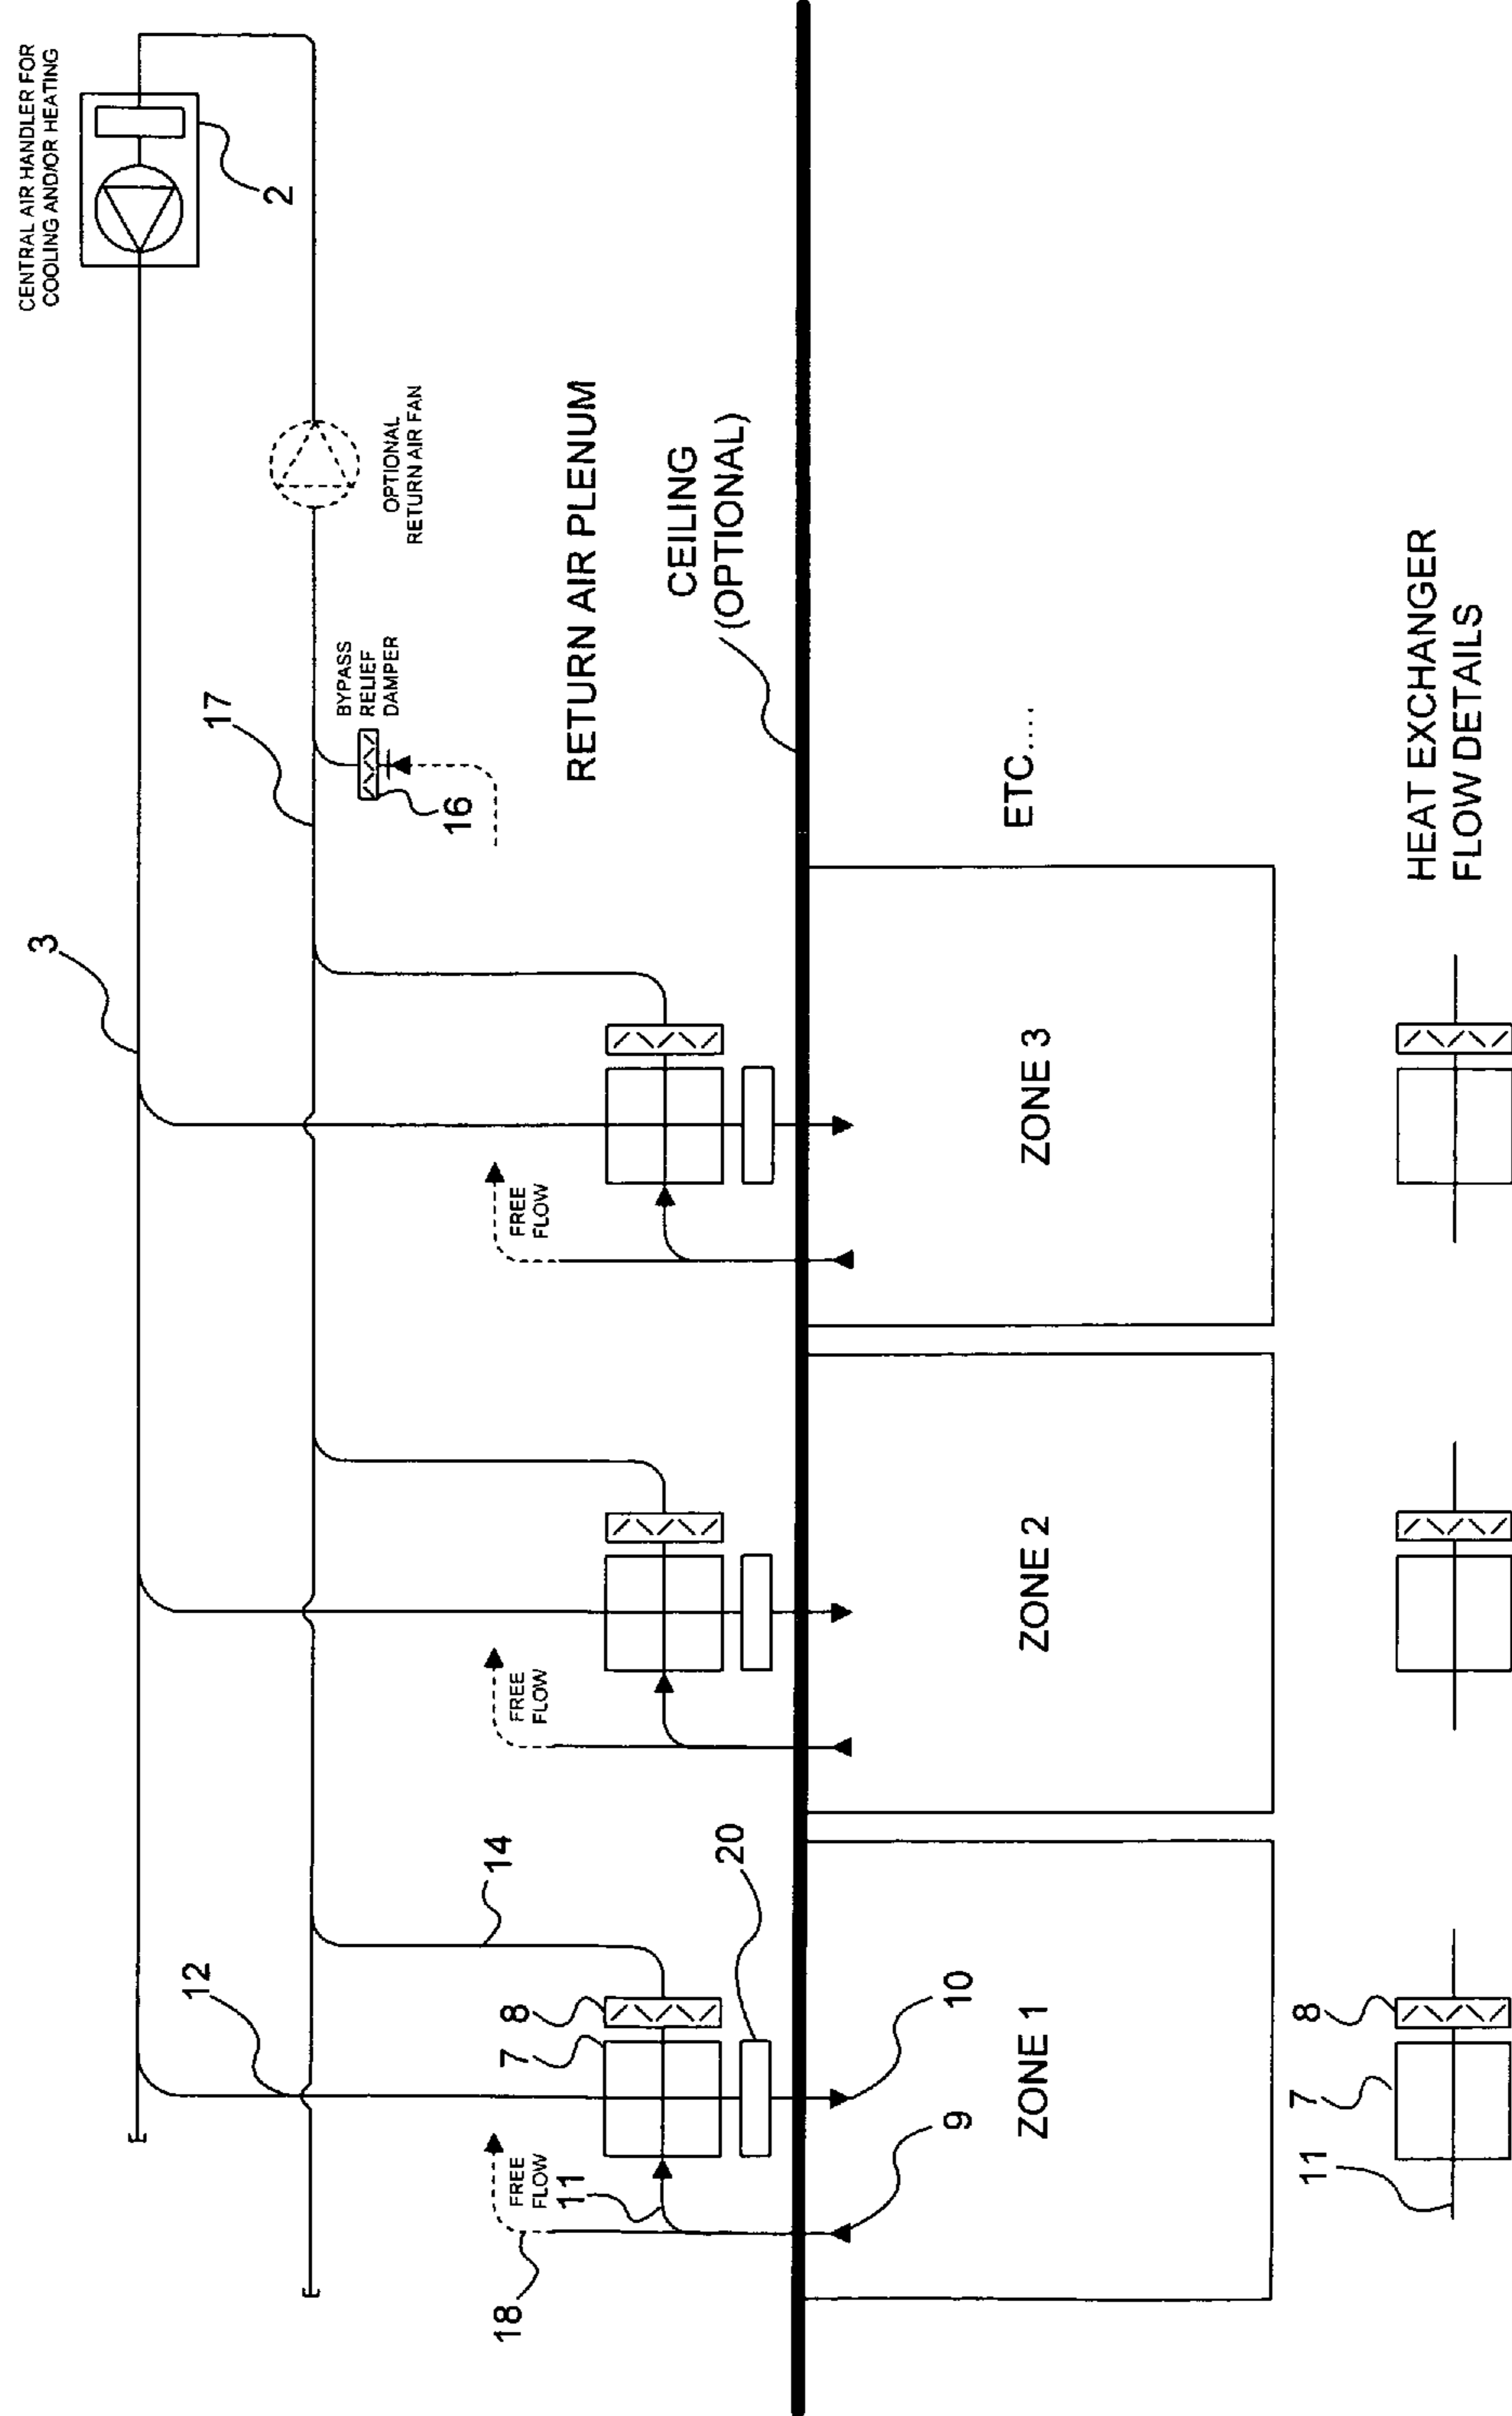 CENTRAL AIR HANDLER FOR
COOLING AND/OR HEATING
2
3
17
12
OPTIONAL
RETURN AIR FAN
BYPASS
RELIEF
DAMPER
16
RETURN AIR PLENUM
CEILING
(OPTIONAL)
18
FREE
FLOW
11
7
8
14
20
FREE
FLOW
FREE
FLOW
9
10
ZONE 1
ZONE 2
ZONE 3
ETC....
11
7
8
HEAT EXCHANGER
FLOW DETAILS